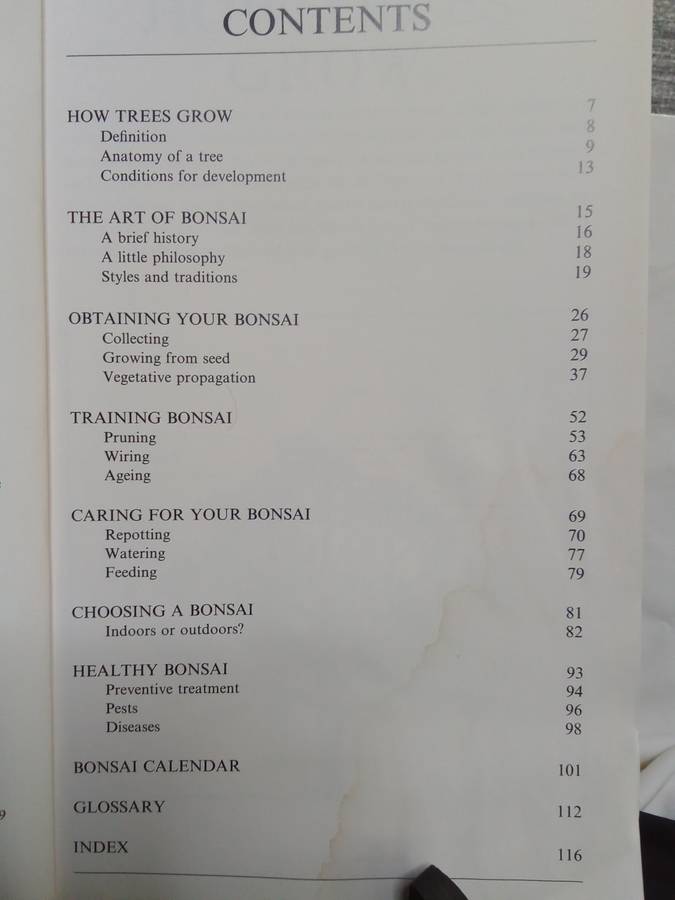 CONTENTS
HOW TREES GROW 7
Definition 8
Anatomy of a tree 9
Conditions for development 13
THE ART OF BONSAI 15
A brief history 16
A little philosophy 18
Styles and traditions 19
OBTAINING YOUR BONSAI 26
Collecting 27
Growing from seed 29
Vegetative propagation 37
TRAINING BONSAI 52
Pruning 53
Wiring 63
Ageing 68
CARING FOR YOUR BONSAI 69
Repotting 70
Watering 77
Feeding 79
CHOOSING A BONSAI 81
Indoors or outdoors? 82
HEALTHY BONSAI 93
Preventive treatment 94
Pests 96
Diseases 98
BONSAI CALENDAR 101
GLOSSARY 112
INDEX 116